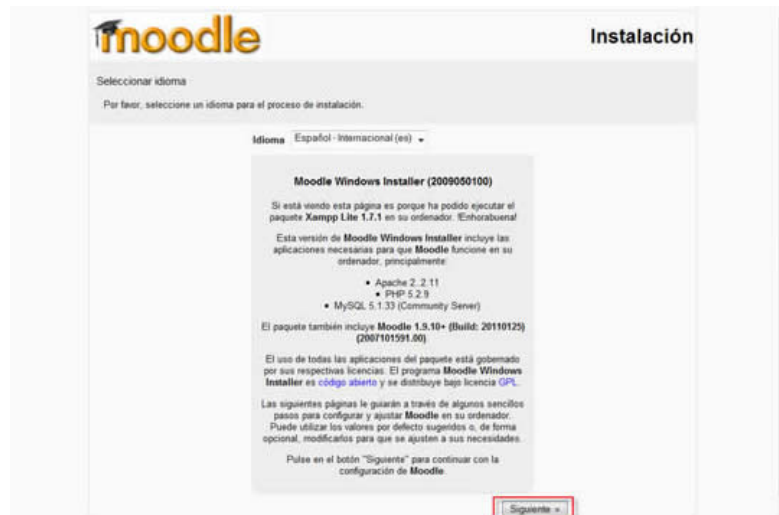 moodle
Instalación
Seleccionar idioma
Por favor, seleccione un idioma para el proceso de instalación.
Idioma Español - Internacional (es)
Moodle Windows Installer (2009050100)
Si está viendo esta página es porque ha podido ejecutar el
paquete Xampp Lite 1.7.1 en su ordenador. !Enhorabuena!
Esta versión de Moodle Windows Installer incluye las
aplicaciones necesarias para que Moodle funcione en su
ordenador, principalmente:
• Apache 2..2.11
• PHP 5.2.9
• MySQL 5.1.33 (Community Server)
El paquete también incluye Moodle 1.9.10+ (Build: 20110125)
(2007101591.00)
El uso de todas las aplicaciones del paquete está gobernado
por sus respectivas licencias. El programa Moodle Windows
Installer es código abierto y se distribuye bajo licencia GPL.
Las siguientes páginas le guiarán a través de algunos sencillos
pasos para configurar y ajustar Moodle en su ordenador.
Puede utilizar los valores por defecto sugeridos o, de forma
opcional, modificarlos para que se ajusten a sus necesidades.
Pulse en el botón "Siguiente" para continuar con la
configuración de Moodle.
Siguiente »